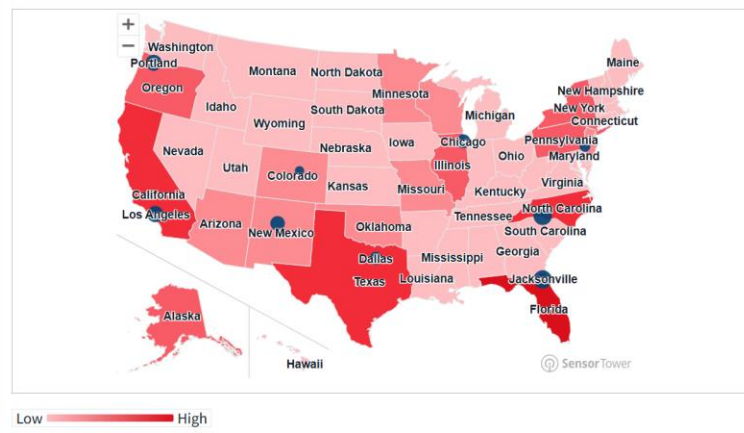 +
−
Washington
Portland
Oregon
Montana
North Dakota
Minnesota
Idaho
South Dakota
Wyoming
Michigan
Maine
New Hampshire
New York
Connecticut
Nevada
Nebraska
Iowa
Chicago
Pennsylvania
Utah
Colorado
Illinois
Ohio
Maryland
California
Kansas
Missouri
Kentucky
Virginia
Los Angeles
Arizona
New Mexico
Oklahoma
Tennessee
North Carolina
South Carolina
Dallas
Texas
Mississippi
Louisiana
Georgia
Jacksonville
Florida
Alaska
Hawaii
SensorTower
Low High